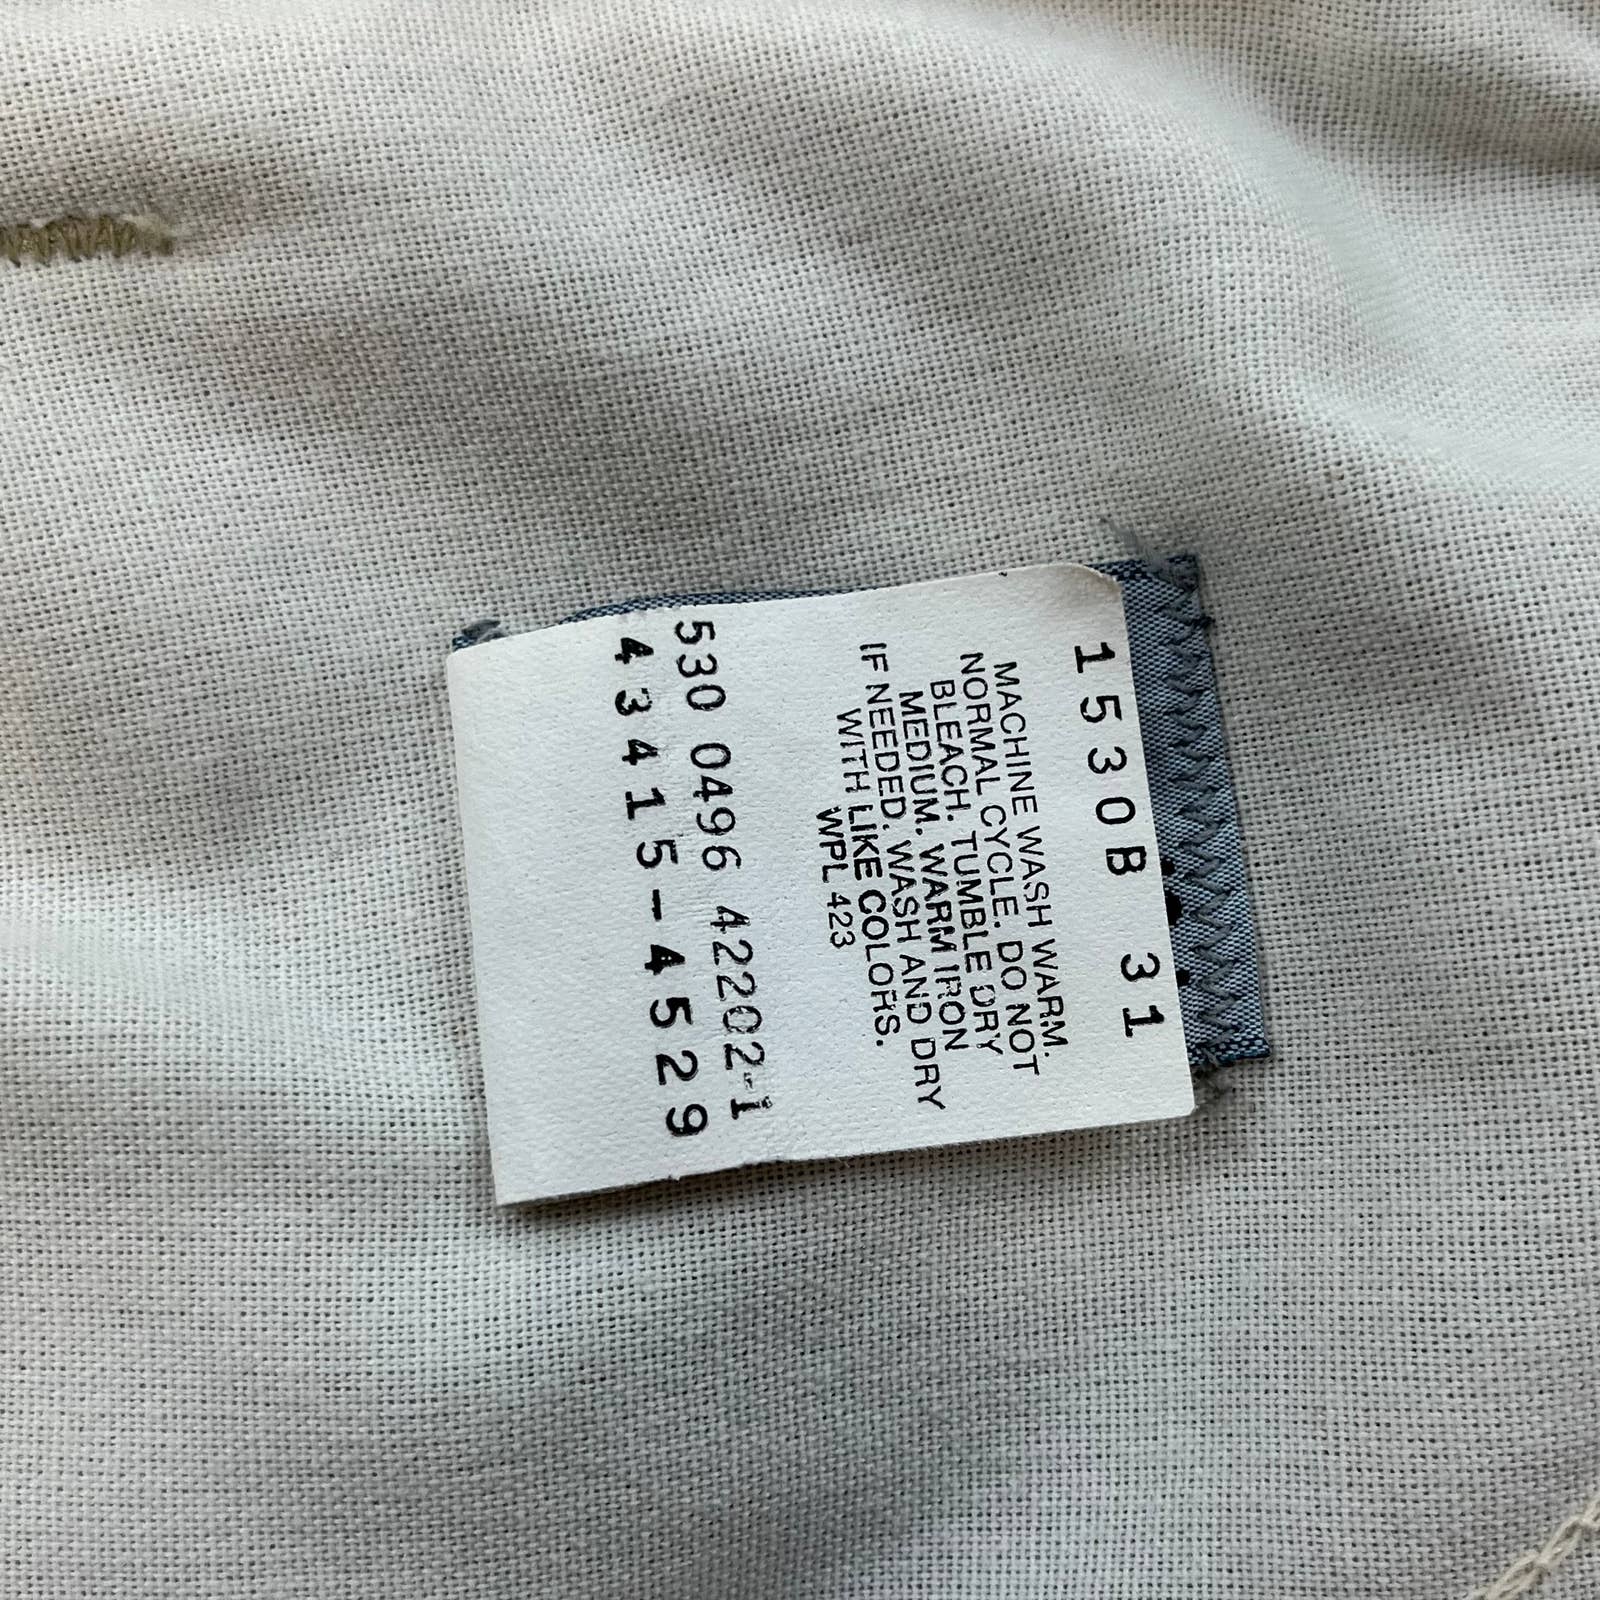 1530B 31
MACHINE WASH WARM.
NORMAL CYCLE. DO NOT
BLEACH. TUMBLE DRY
MEDIUM. WARM IRON
IF NEEDED. WASH AND DRY
WITH LIKE COLORS.
WPL 423
530 0496 42202-1
43415-4529